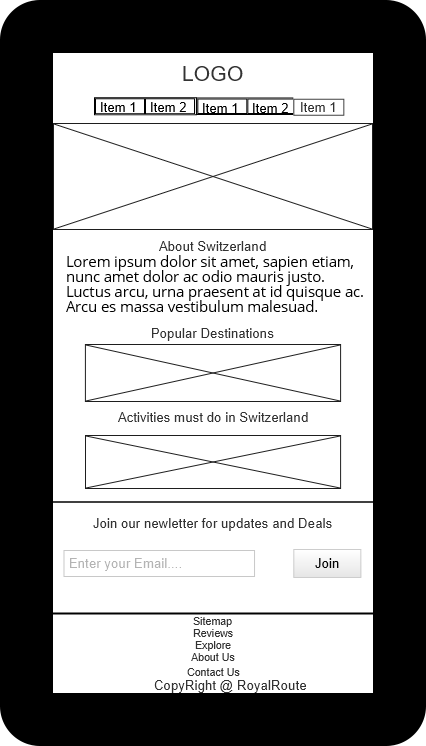 LOGO
Item 1 Item 2 Item 1 Item 2 Item 1
About Switzerland
Lorem ipsum dolor sit amet, sapien etiam,
nunc amet dolor ac odio mauris justo.
Luctus arcu, urna praesent at id quisque ac.
Arcu es massa vestibulum malesuad.
Popular Destinations
Activities must do in Switzerland
Join our newletter for updates and Deals
Enter your Email....
Join
Sitemap
Reviews
Explore
About Us
Contact Us
CopyRight @ RoyalRoute